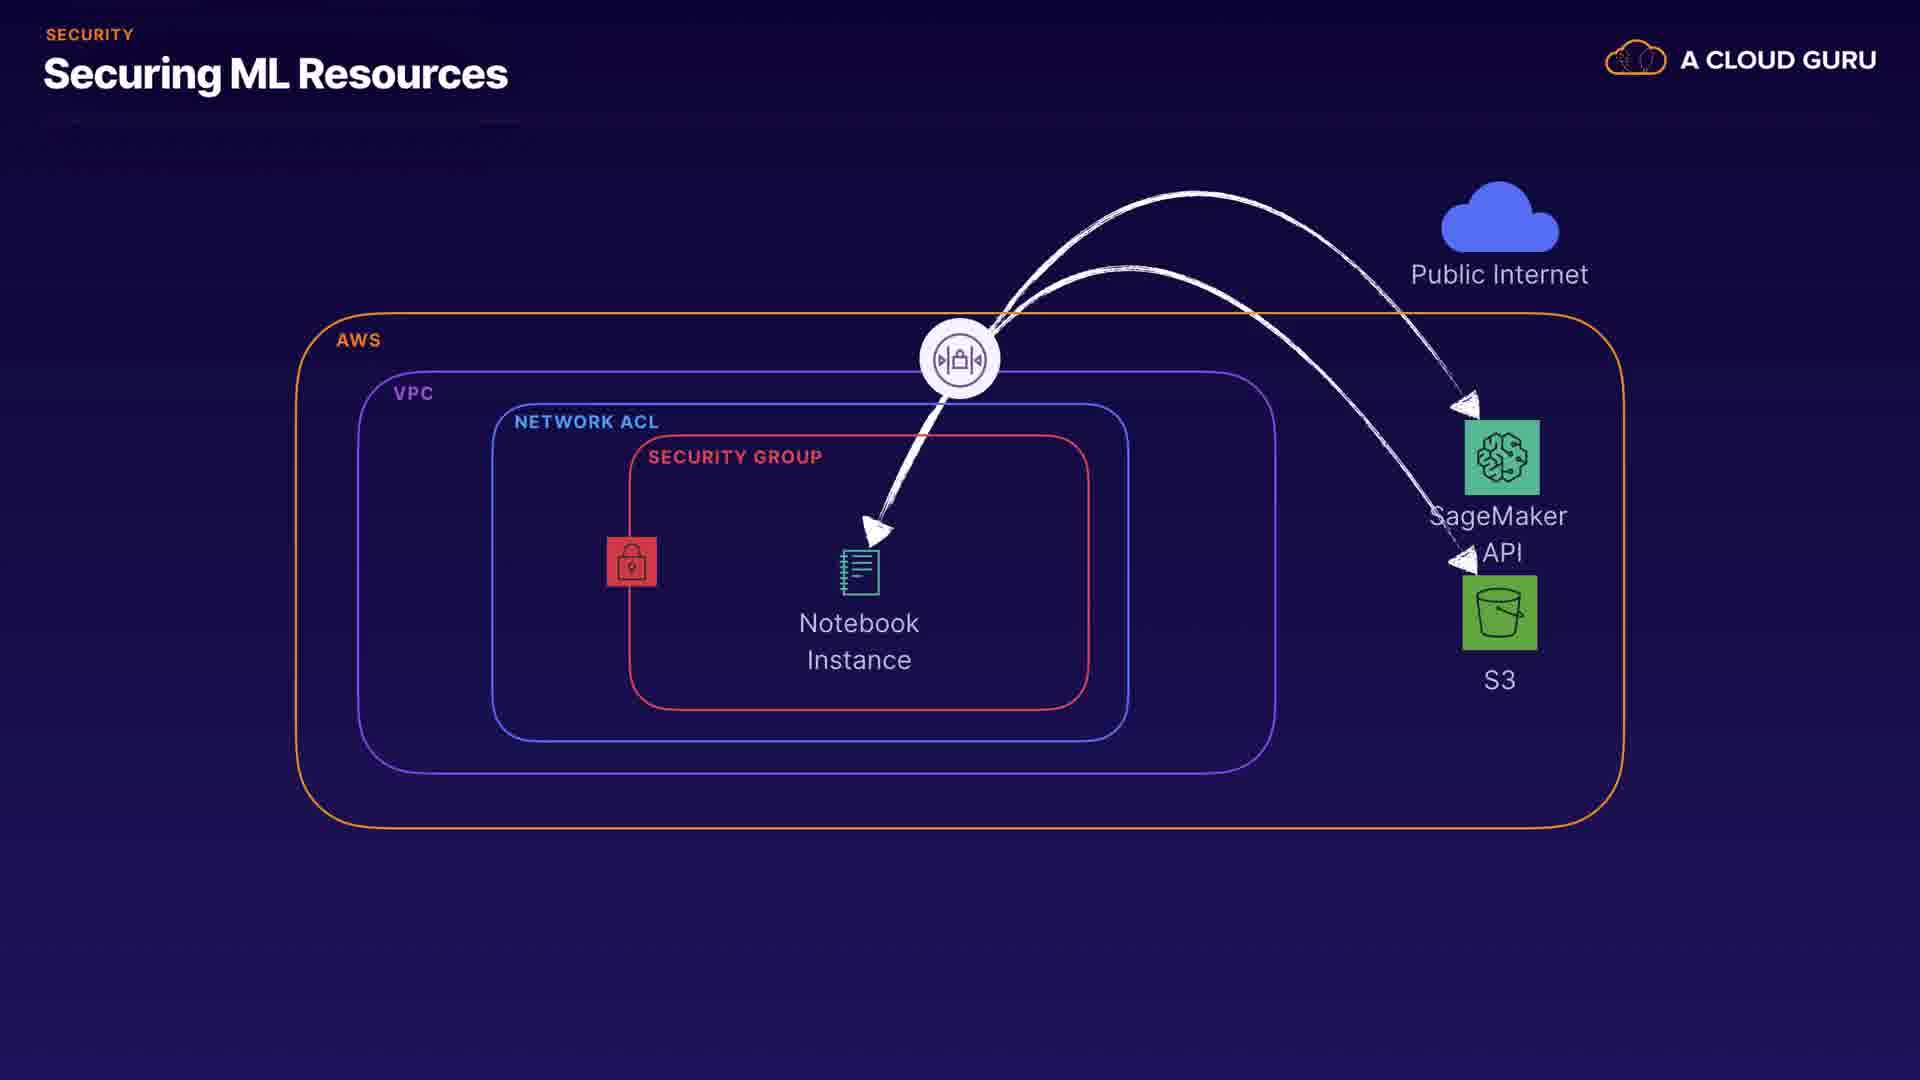 SECURITY
Securing ML Resources
A CLOUD GURU
Public Internet
AWS
VPC
NETWORK ACL
SECURITY GROUP
SageMaker
API
Notebook
Instance
S3